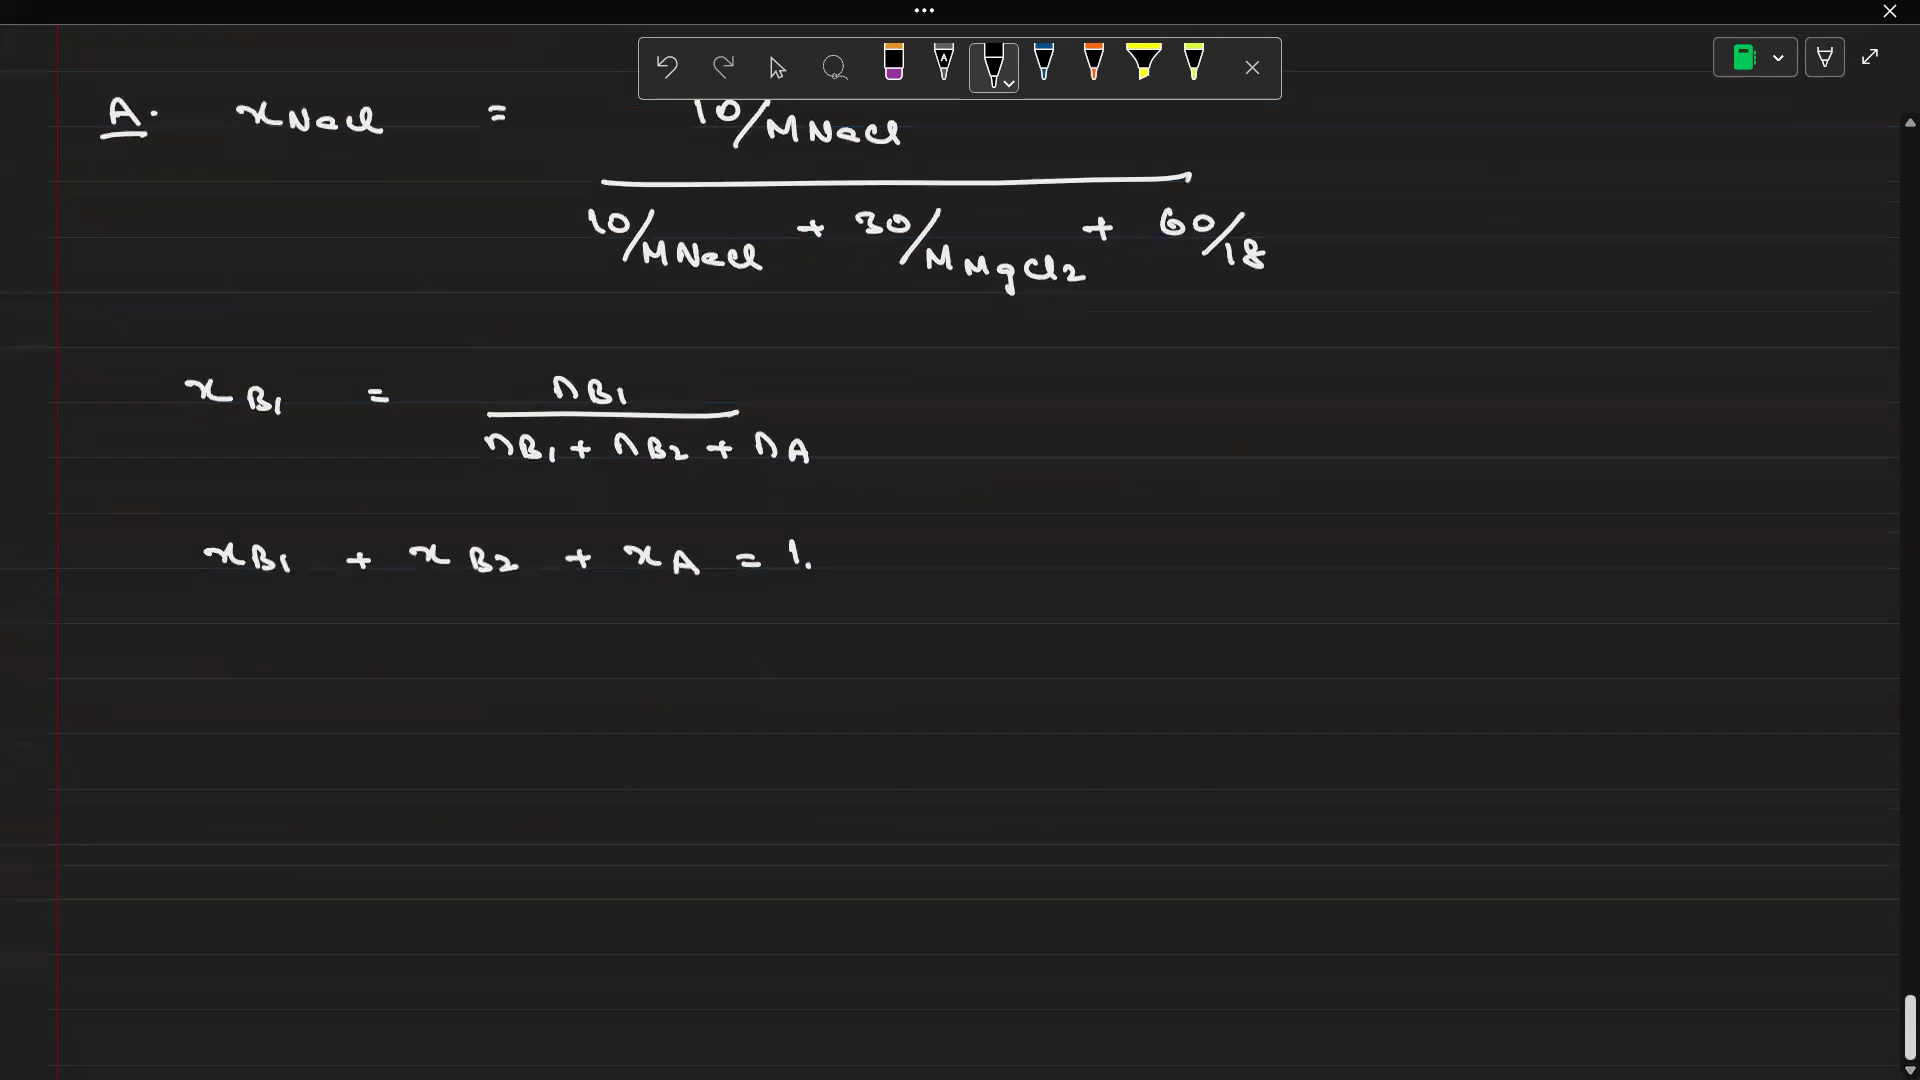 A. xNaCl = 10/MNaCl
10/MNaCl + 30/MMgCl2 + 60/18
xB1 = nB1
nB1 + nB2 + nA
xB1 + xB2 + xA = 1.